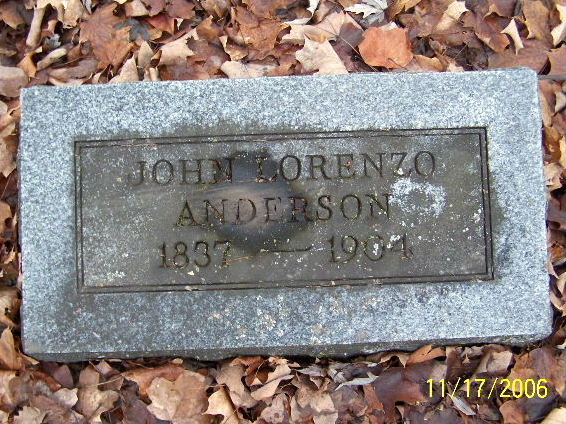 JOHN LORENZO
ANDERSON
1837 — 1904
11/17/2006